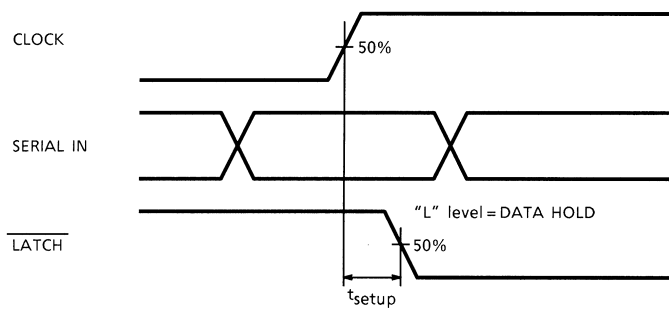 CLOCK
50%
SERIAL IN
"L" level = DATA HOLD
LATCH
50%
tsetup